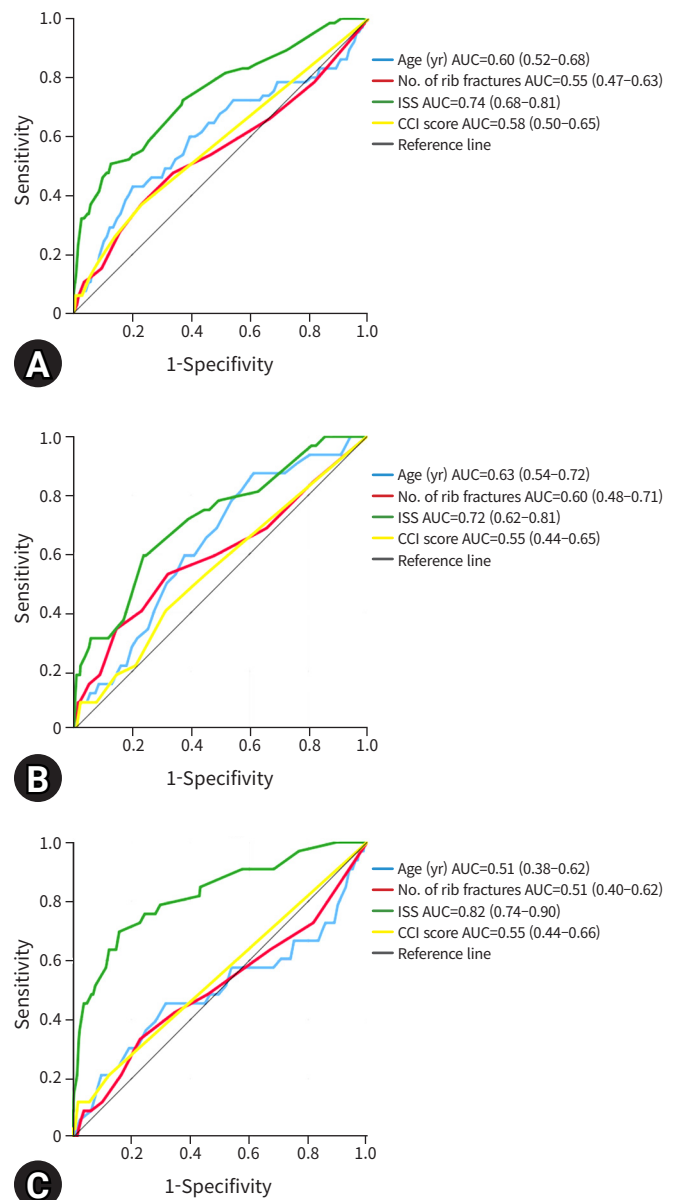 1.0
0.8
0.6
0.4
0.2
0
Sensitivity
0.2 0.4 0.6 0.8 1.0
1-Specifivity
Age (yr) AUC=0.60 (0.52–0.68)
No. of rib fractures AUC=0.55 (0.47–0.63)
ISS AUC=0.74 (0.68–0.81)
CCI score AUC=0.58 (0.50–0.65)
Reference line
A
1.0
0.8
0.6
0.4
0.2
0
Sensitivity
0.2 0.4 0.6 0.8 1.0
1-Specifivity
Age (yr) AUC=0.63 (0.54–0.72)
No. of rib fractures AUC=0.60 (0.48–0.71)
ISS AUC=0.72 (0.62–0.81)
CCI score AUC=0.55 (0.44–0.65)
Reference line
B
1.0
0.8
0.6
0.4
0.2
0
Sensitivity
0.2 0.4 0.6 0.8 1.0
1-Specifivity
Age (yr) AUC=0.51 (0.38–0.62)
No. of rib fractures AUC=0.51 (0.40–0.62)
ISS AUC=0.82 (0.74–0.90)
CCI score AUC=0.55 (0.44–0.66)
Reference line
C